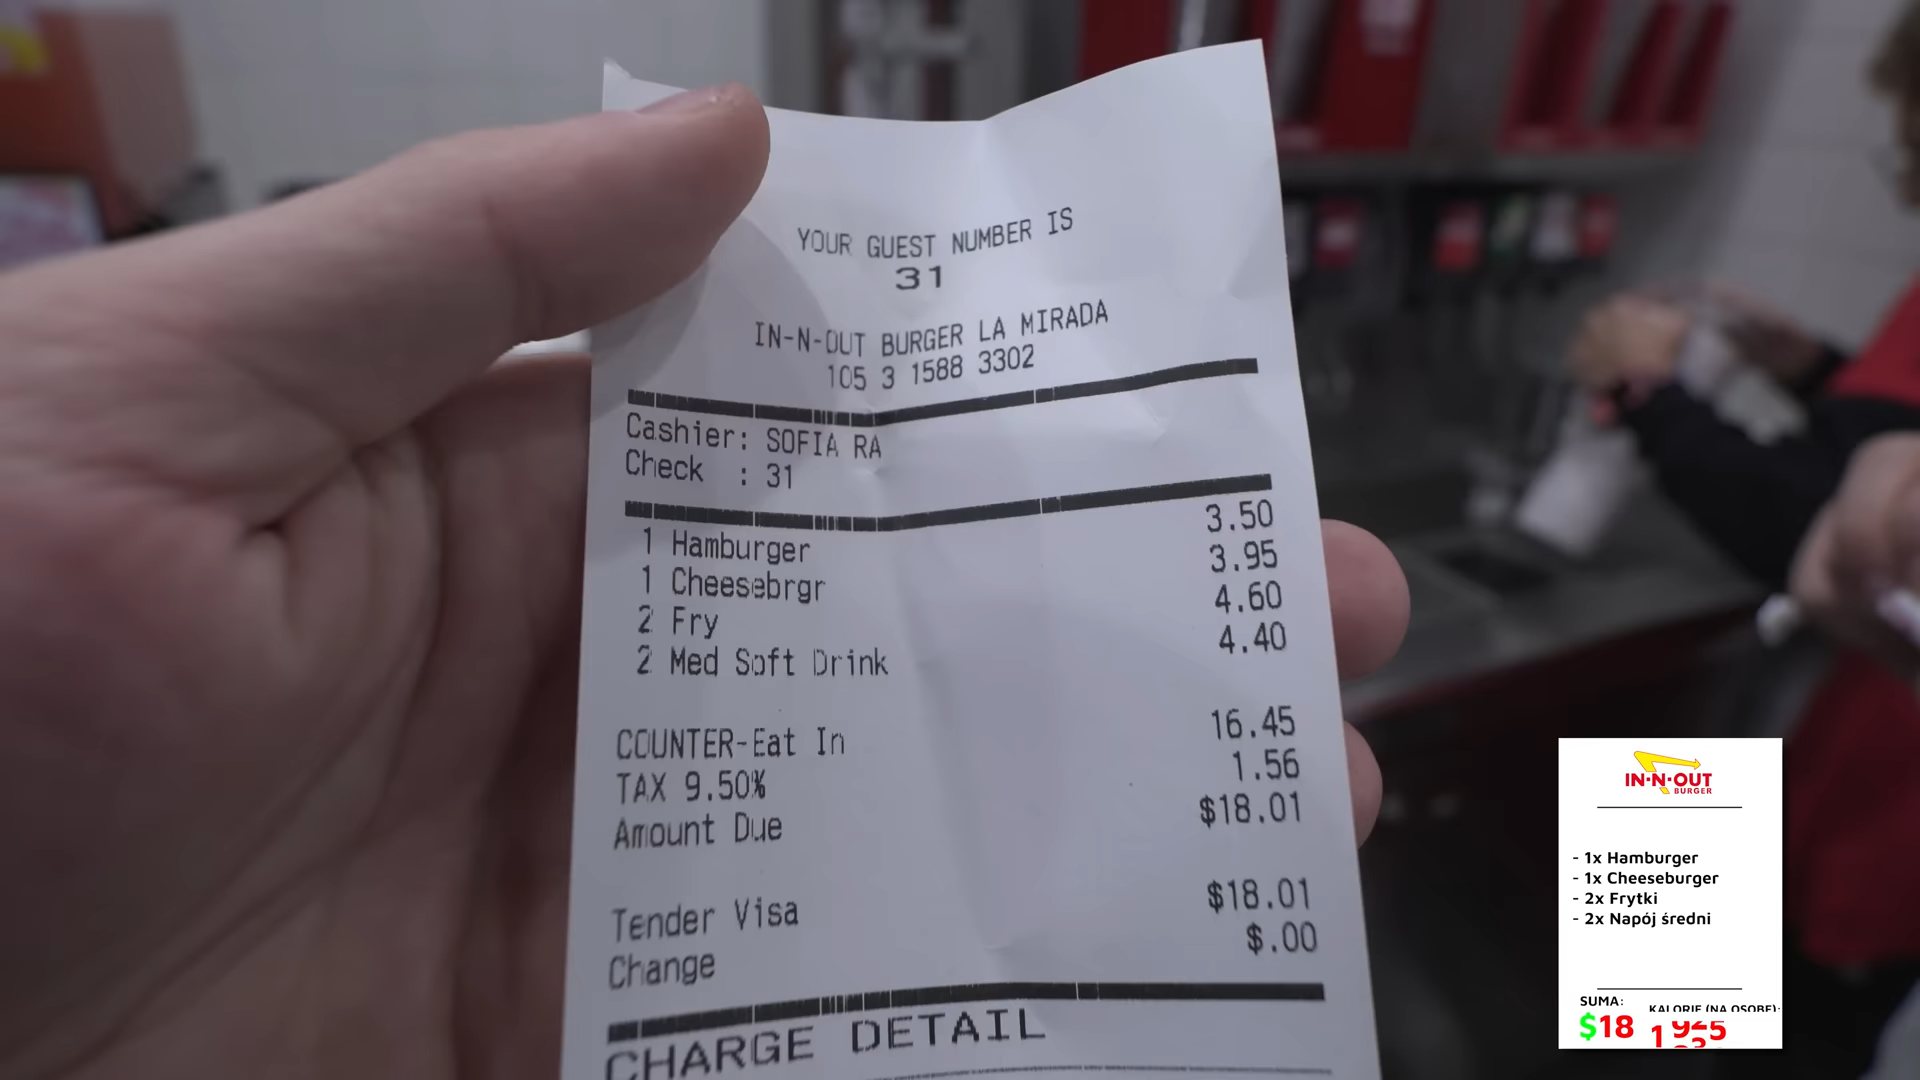 YOUR GUEST NUMBER IS
31
IN-N-OUT BURGER LA MIRADA
105 3 1588 3302
Cashier: SOFIA RA
Check : 31
1 Hamburger 3.50
1 Cheesebrgr 3.95
2 Fry 4.60
2 Med Soft Drink 4.40
COUNTER-Eat In 16.45
TAX 9.50% 1.56
Amount Due $18.01
Tender Visa $18.01
Change $.00
CHARGE DETAIL
IN-N-OUT
BURGER
- 1x Hamburger
- 1x Cheeseburger
- 2x Frytki
- 2x Napój średni
SUMA:
$18
KALORIE (NA OSOBĘ):